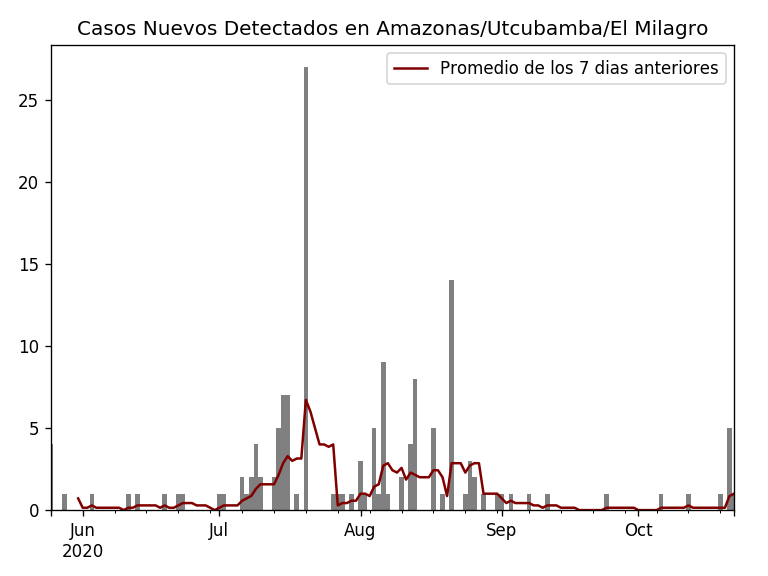 Casos Nuevos Detectados en Amazonas/Utcubamba/El Milagro
Promedio de los 7 dias anteriores
25
20
15
10
5
0
Jun Jul Aug Sep Oct
2020